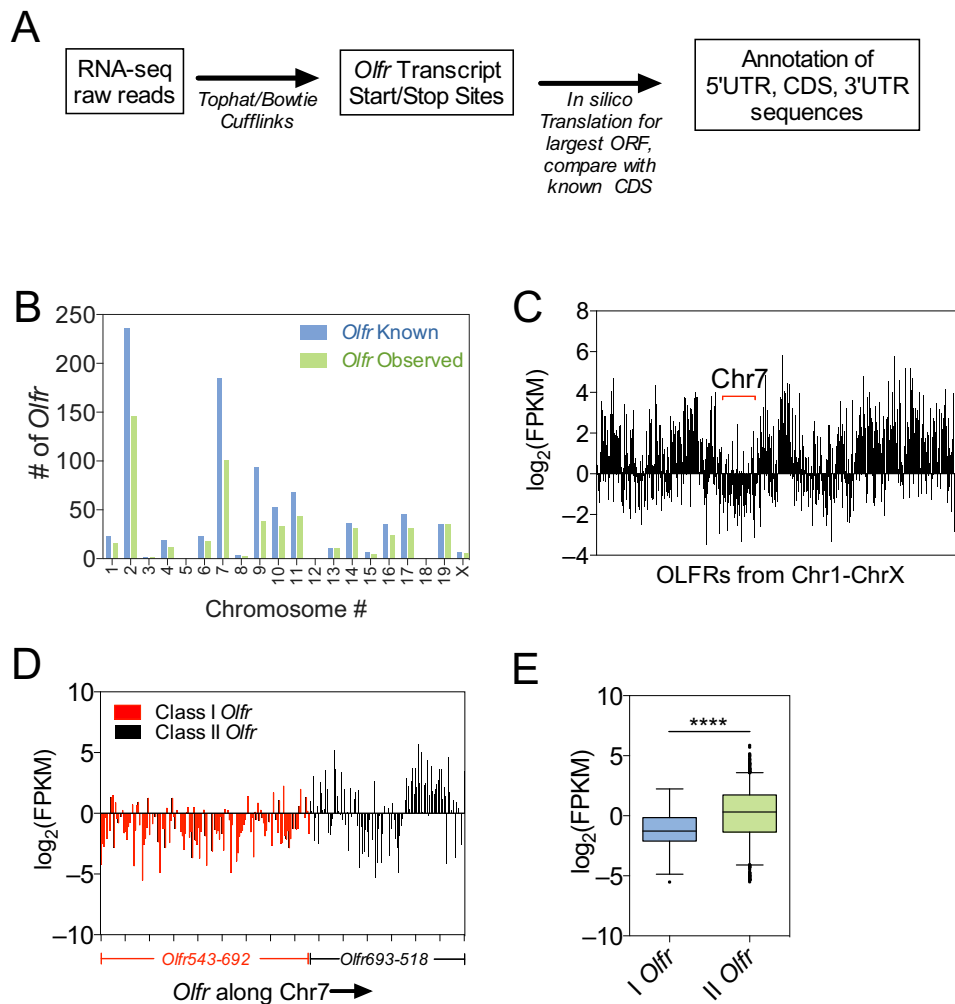 A
RNA-seq
raw reads
Tophat/Bowtie
Cufflinks
Olfr Transcript
Start/Stop Sites
In silico
Translation for
largest ORF,
compare with
known CDS
Annotation of
5'UTR, CDS, 3'UTR
sequences
B
250
200
150
100
50
0
# of Olfr
Olfr Known
Olfr Observed
1 2 3 4 5 6 7 8 9 10 11 12 13 14 15 16 17 18 19 X
Chromosome #
C
8
6
4
2
0
−2
−4
log2(FPKM)
Chr7
OLFRs from Chr1-ChrX
D
10
5
0
−5
−10
log2(FPKM)
Class I Olfr
Class II Olfr
Olfr543-692
Olfr693-518
Olfr along Chr7
E
10
5
0
−5
−10
log2(FPKM)
****
I Olfr
II Olfr